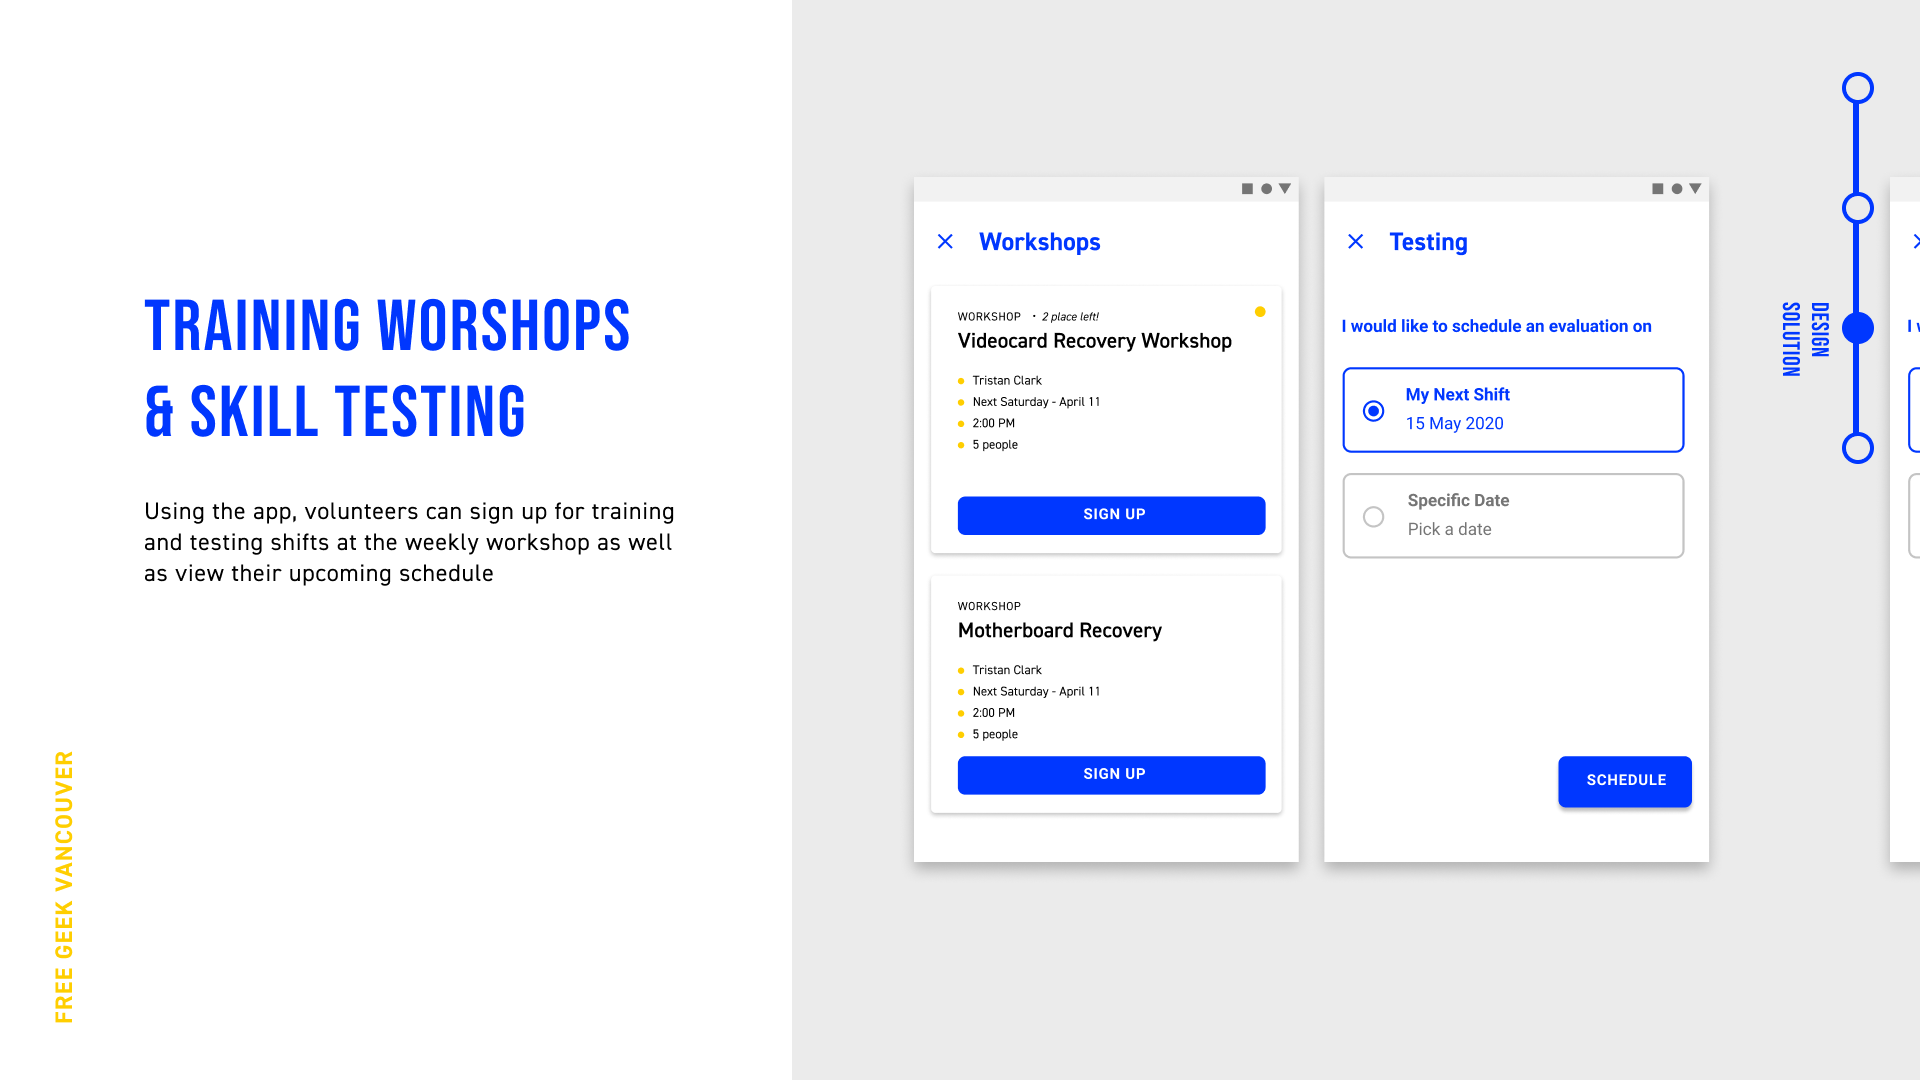 TRAINING WORSHOPS
& SKILL TESTING
Using the app, volunteers can sign up for training
and testing shifts at the weekly workshop as well
as view their upcoming schedule
FREE GEEK VANCOUVER
Workshops
WORKSHOP · 2 place left!
Videocard Recovery Workshop
Tristan Clark
Next Saturday - April 11
2:00 PM
5 people
SIGN UP
WORKSHOP
Motherboard Recovery
Tristan Clark
Next Saturday - April 11
2:00 PM
5 people
SIGN UP
Testing
I would like to schedule an evaluation on
My Next Shift
15 May 2020
Specific Date
Pick a date
SCHEDULE
DESIGN
SOLUTION
I